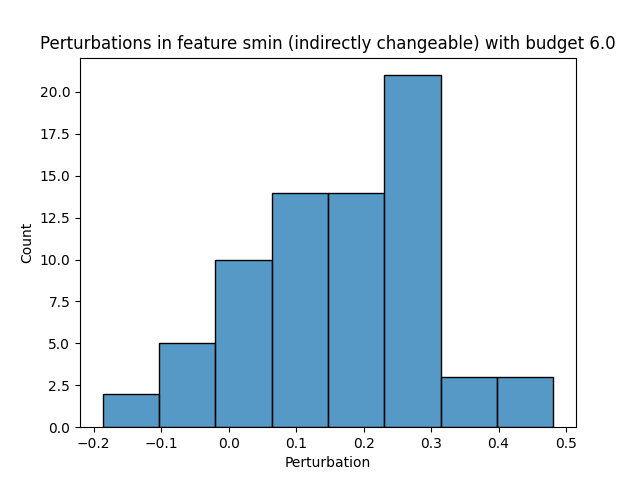 Perturbations in feature smin (indirectly changeable) with budget 6.0
20.0
17.5
15.0
12.5
10.0
7.5
5.0
2.5
0.0
Count
−0.2 −0.1 0.0 0.1 0.2 0.3 0.4 0.5
Perturbation